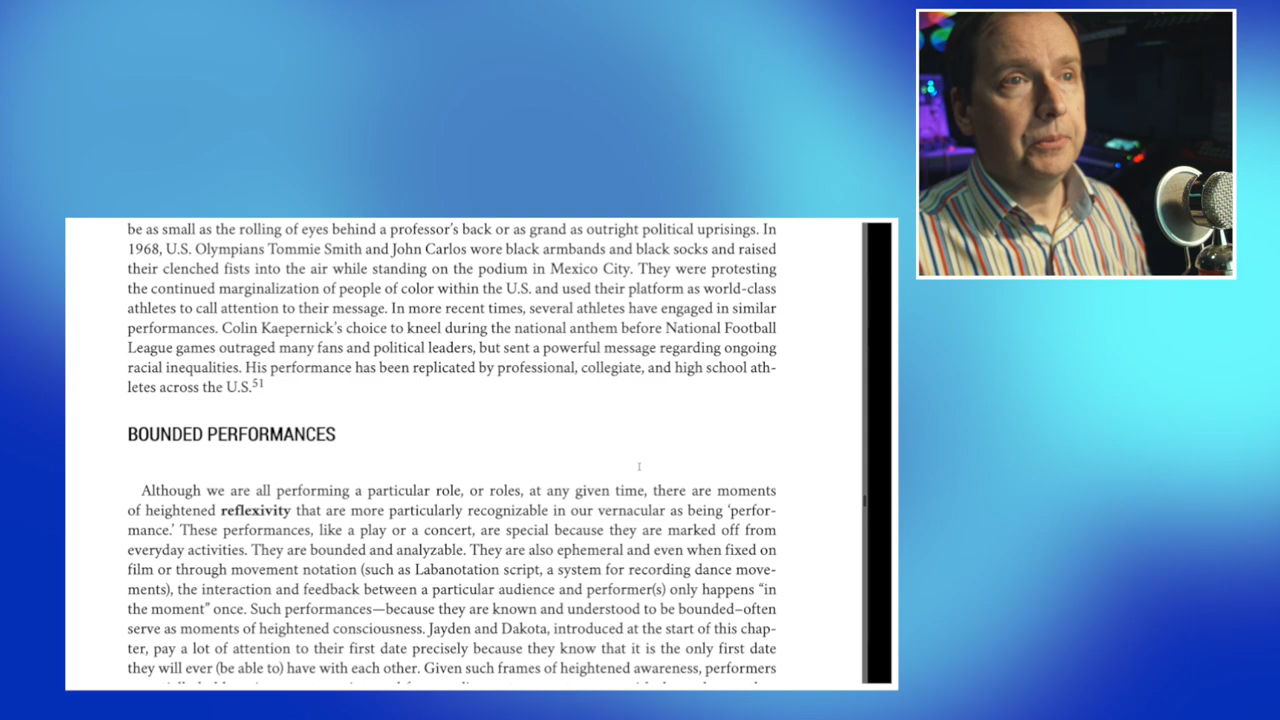 be as small as the rolling of eyes behind a professor's back or as grand as outright political uprisings. In
1968, U.S. Olympians Tommie Smith and John Carlos wore black armbands and black socks and raised
their clenched fists into the air while standing on the podium in Mexico City. They were protesting
the continued marginalization of people of color within the U.S. and used their platform as world-class
athletes to call attention to their message. In more recent times, several athletes have engaged in similar
performances. Colin Kaepernick's choice to kneel during the national anthem before National Football
League games outraged many fans and political leaders, but sent a powerful message regarding ongoing
racial inequalities. His performance has been replicated by professional, collegiate, and high school ath-
letes across the U.S.51
BOUNDED PERFORMANCES
Although we are all performing a particular role, or roles, at any given time, there are moments
of heightened reflexivity that are more particularly recognizable in our vernacular as being 'perfor-
mance.' These performances, like a play or a concert, are special because they are marked off from
everyday activities. They are bounded and analyzable. They are also ephemeral and even when fixed on
film or through movement notation (such as Labanotation script, a system for recording dance move-
ments), the interaction and feedback between a particular audience and performer(s) only happens "in
the moment" once. Such performances—because they are known and understood to be bounded–often
serve as moments of heightened consciousness. Jayden and Dakota, introduced at the start of this chap-
ter, pay a lot of attention to their first date precisely because they know that it is the only first date
they will ever (be able to) have with each other. Given such frames of heightened awareness, performers